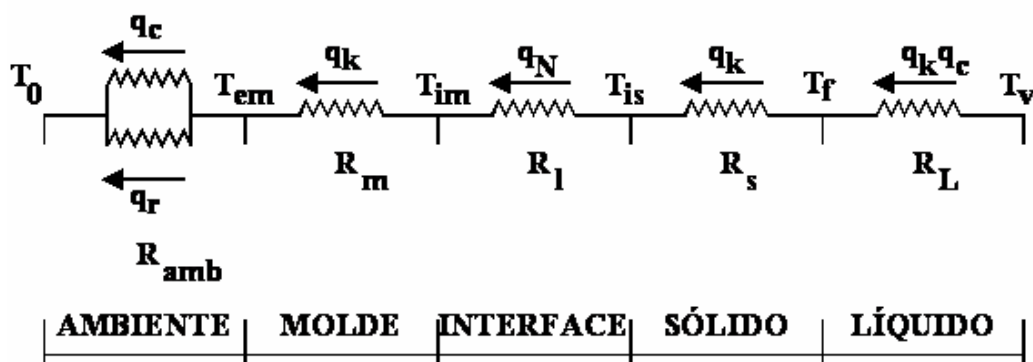 q_c q_k q_N q_k q_k q_c
T_0 T_em T_im T_is T_f T_v
R_m R_l R_s R_L
q_r
R_amb
AMBIENTE MOLDE INTERFACE SÓLIDO LÍQUIDO